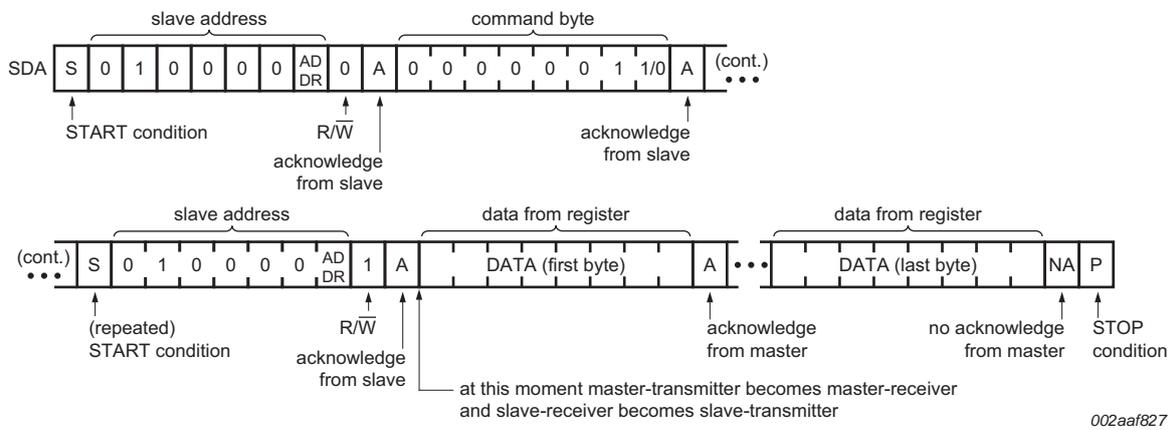 slave address command byte
SDA S 0 1 0 0 0 0 AD DR 0 A 0 0 0 0 0 0 1 1/0 A (cont.) •••
START condition R/W̅ acknowledge
acknowledge from slave
from slave
slave address data from register data from register
(cont.) ••• S 0 1 0 0 0 0 AD DR 1 A DATA (first byte) A ••• DATA (last byte) NA P
(repeated) R/W̅ acknowledge no acknowledge STOP
START condition from master from master condition
acknowledge
from slave
at this moment master-transmitter becomes master-receiver
and slave-receiver becomes slave-transmitter
002aaf827